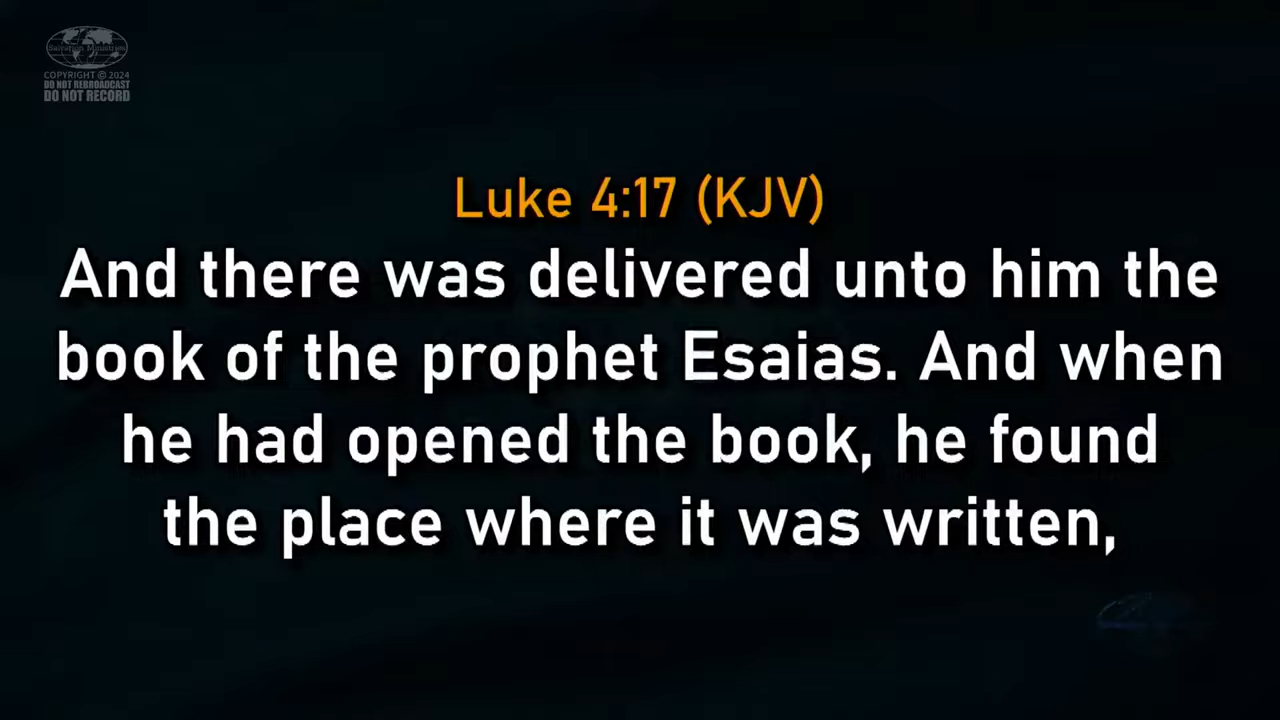 Salvation Ministries
COPYRIGHT © 2024
DO NOT REBROADCAST
DO NOT RECORD
Luke 4:17 (KJV)
And there was delivered unto him the
book of the prophet Esaias. And when
he had opened the book, he found
the place where it was written,